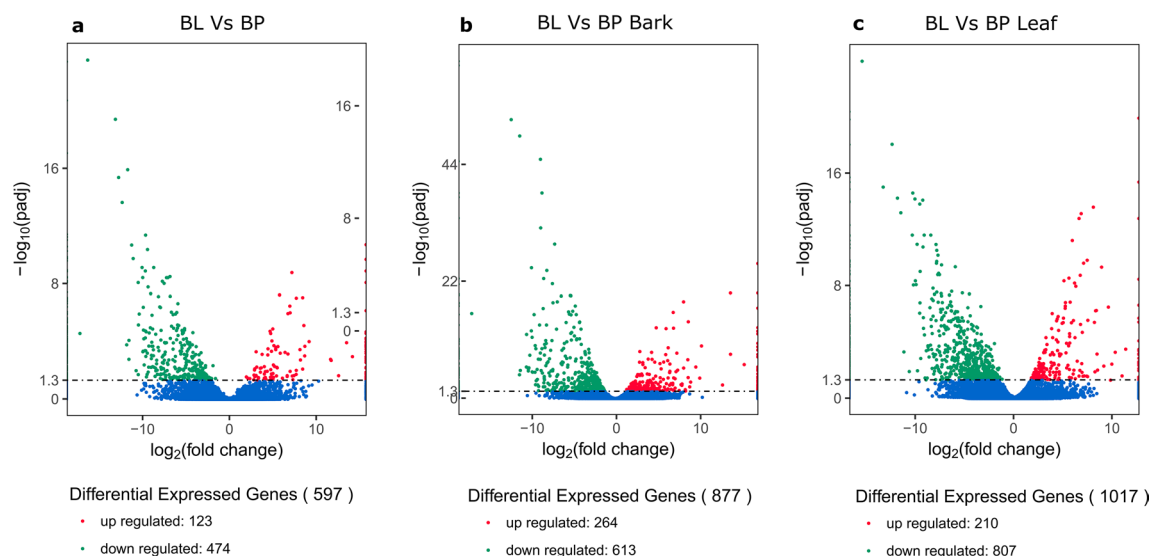 a BL Vs BP
16
8
1.3
0
−log10(padj)
16
8
1.3
0
−10 0 10
log2(fold change)
Differential Expressed Genes ( 597 )
up regulated: 123
down regulated: 474
b BL Vs BP Bark
44
22
1.3
0
−log10(padj)
−10 0 10
log2(fold change)
Differential Expressed Genes ( 877 )
up regulated: 264
down regulated: 613
c BL Vs BP Leaf
16
8
1.3
0
−log10(padj)
−10 0 10
log2(fold change)
Differential Expressed Genes ( 1017 )
up regulated: 210
down regulated: 807